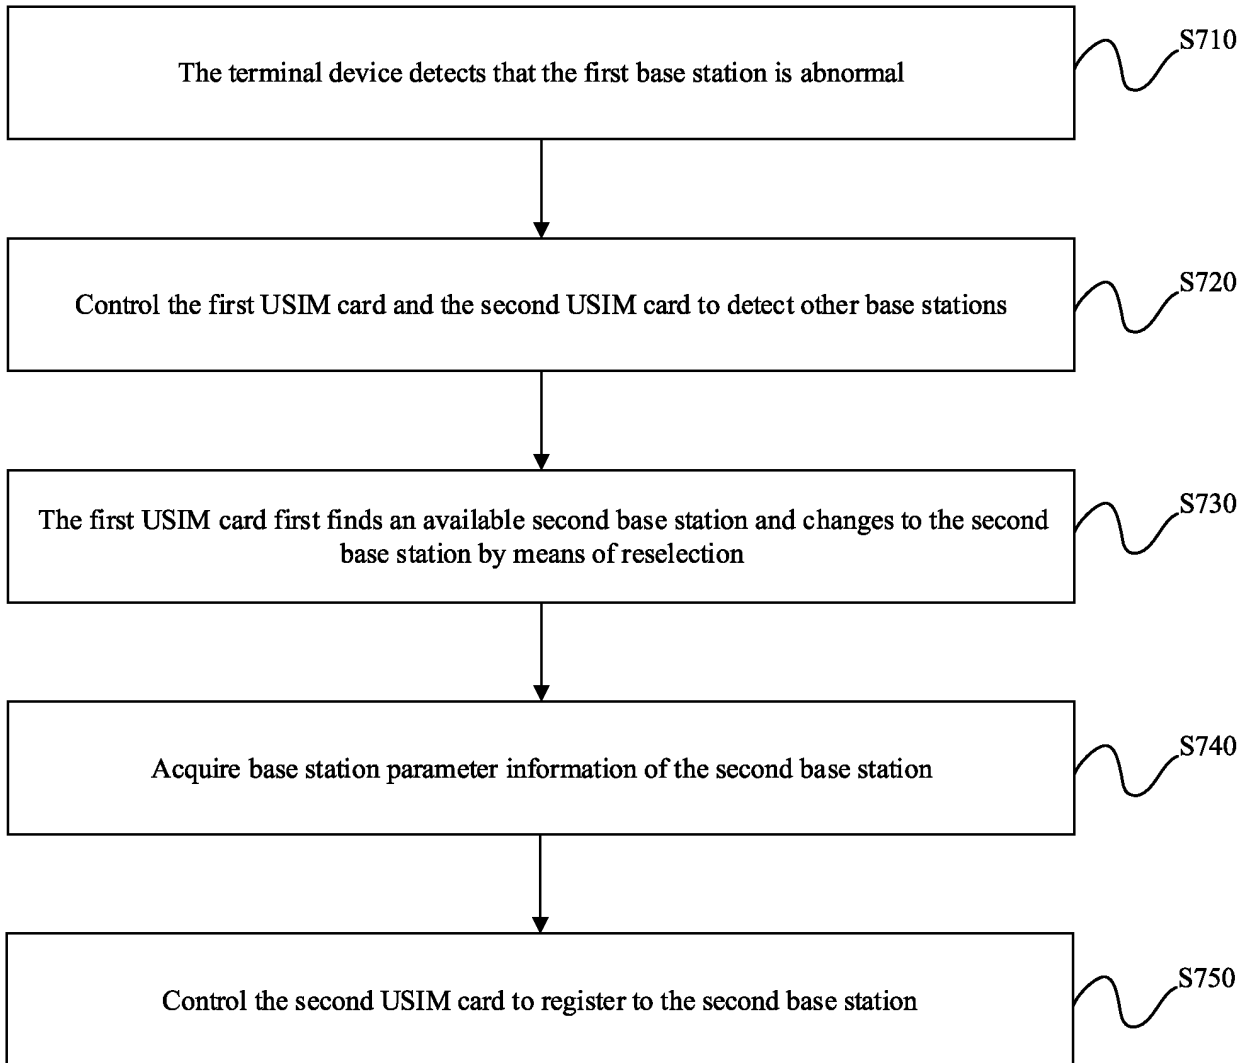 The terminal device detects that the first base station is abnormal
S710
Control the first USIM card and the second USIM card to detect other base stations
S720
The first USIM card first finds an available second base station and changes to the second
base station by means of reselection
S730
Acquire base station parameter information of the second base station
S740
Control the second USIM card to register to the second base station
S750